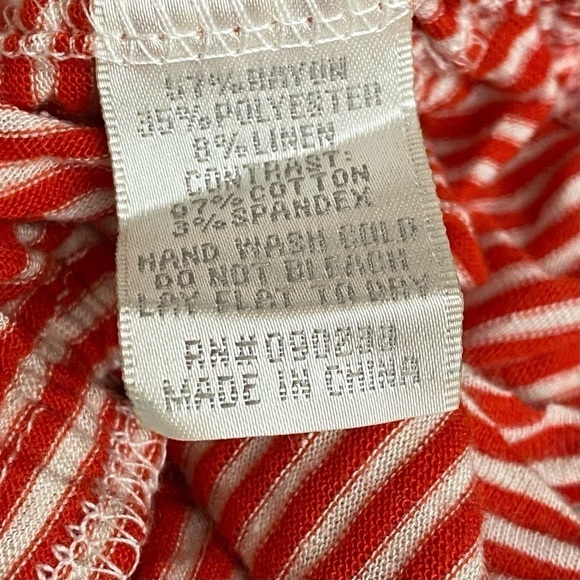 57% RAYON
35% POLYESTER
8% LINEN
CONTRAST:
97% COTTON
3% SPANDEX
HAND WASH COLD
DO NOT BLEACH
LAY FLAT TO DRY
MADE IN CHINA